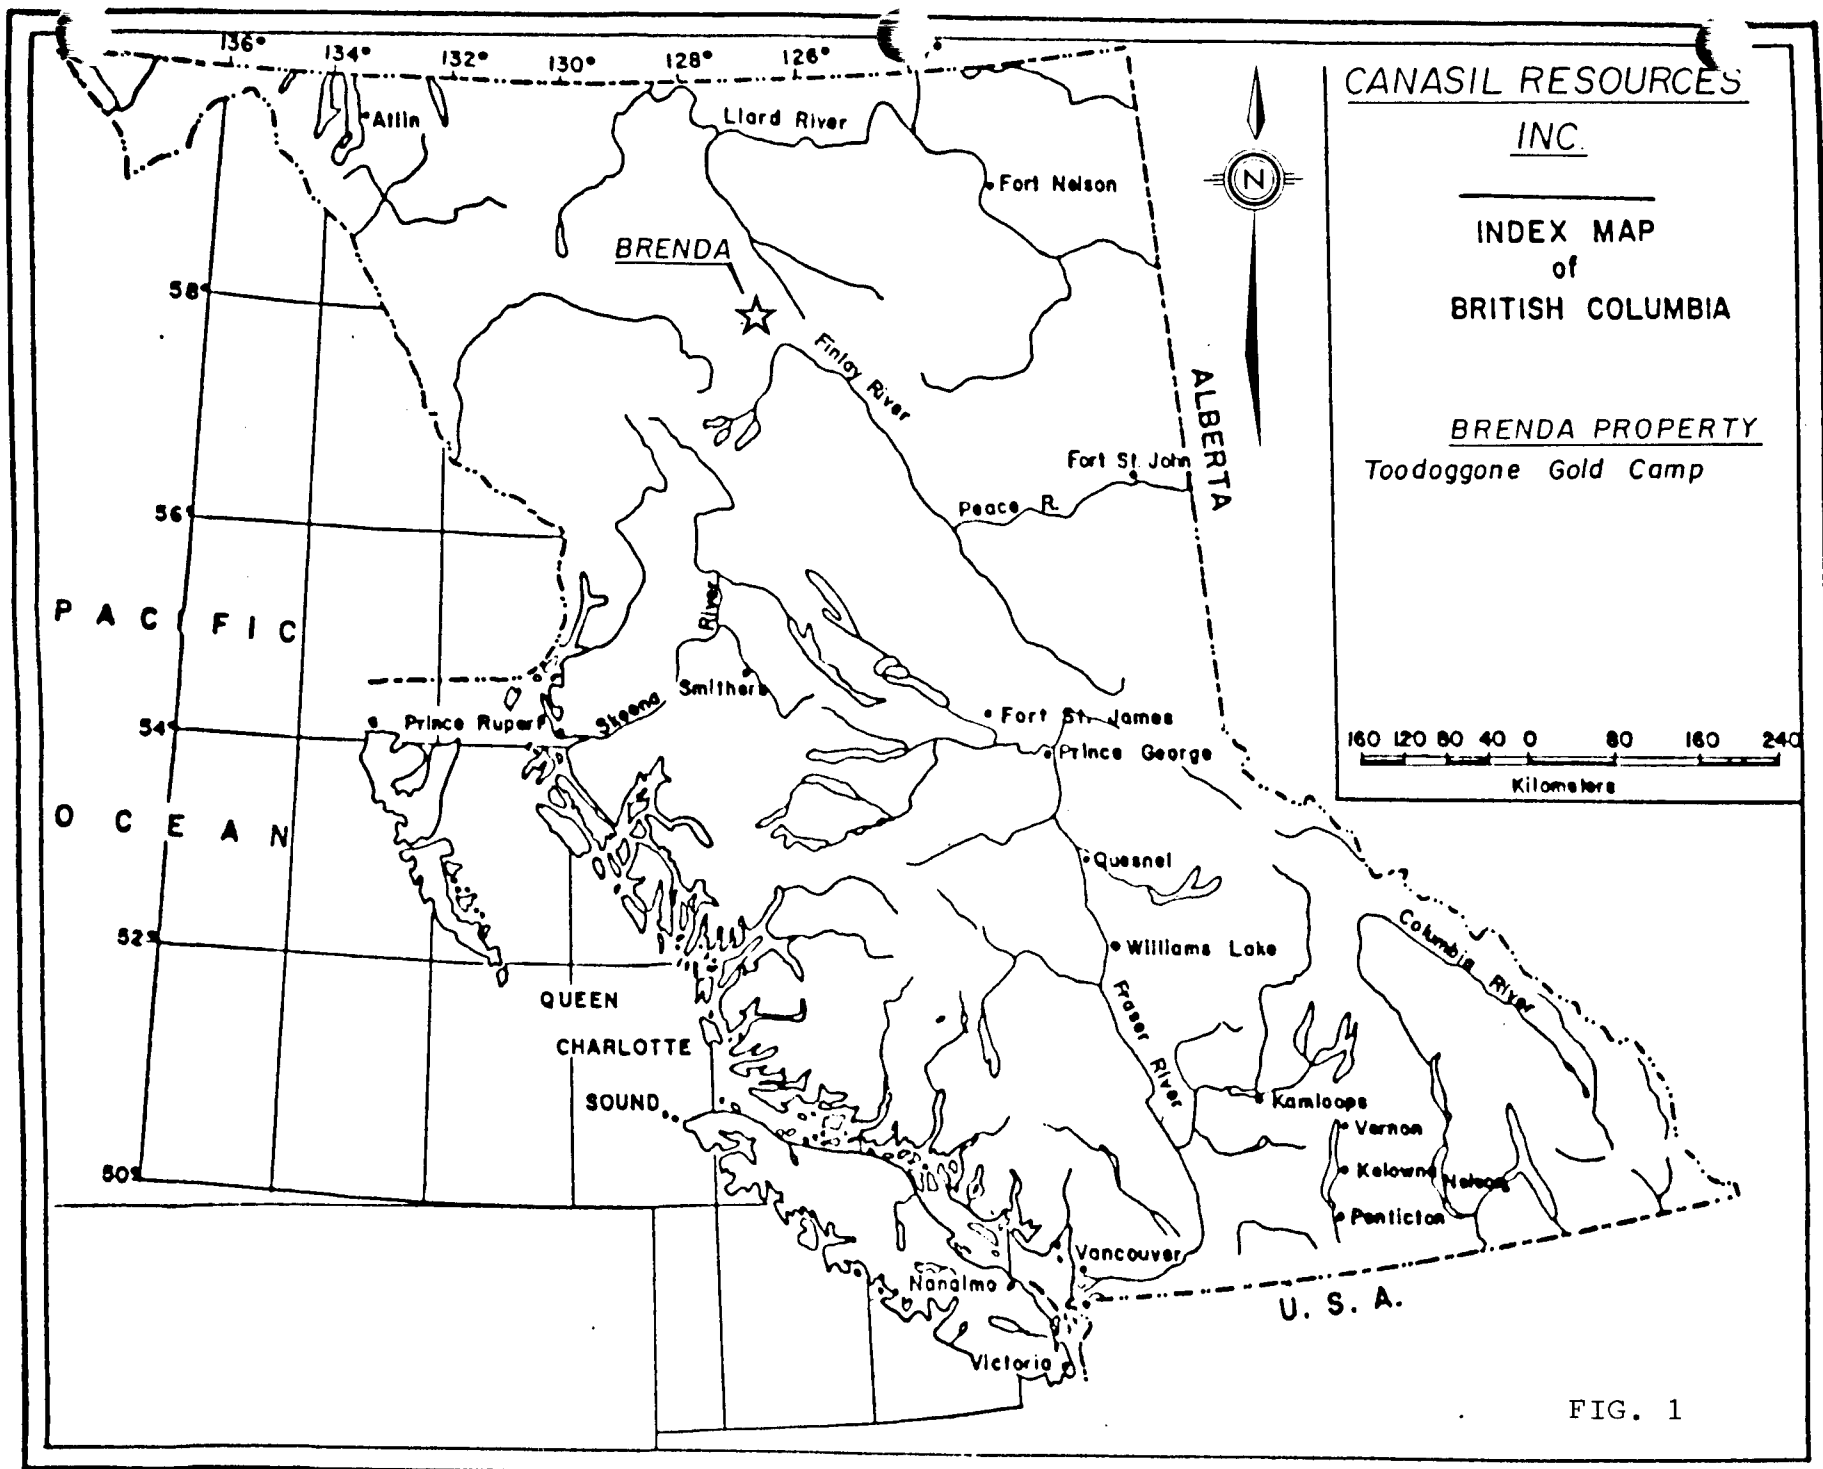 136° 134° 132° 130° 128° 126°
CANASIL RESOURCES
INC.
INDEX MAP
of
BRITISH COLUMBIA
BRENDA PROPERTY
Toodoggone Gold Camp
160 120 80 40 0 80 160 240
Kilometers
N
Atlin
Liard River
Fort Nelson
BRENDA
58°
Finlay River
ALBERTA
Fort St. John
Peace R.
56°
PACIFIC
OCEAN
River
Smithers
Skeena
Prince Rupert
54°
Fort St. James
Prince George
Quesnel
52°
Williams Lake
Columbia River
QUEEN
CHARLOTTE
SOUND
Fraser River
Kamloops
Vernon
Kelowna
Nelson
Penticton
50°
Vancouver
Nanaimo
Victoria
U. S. A.
FIG. 1